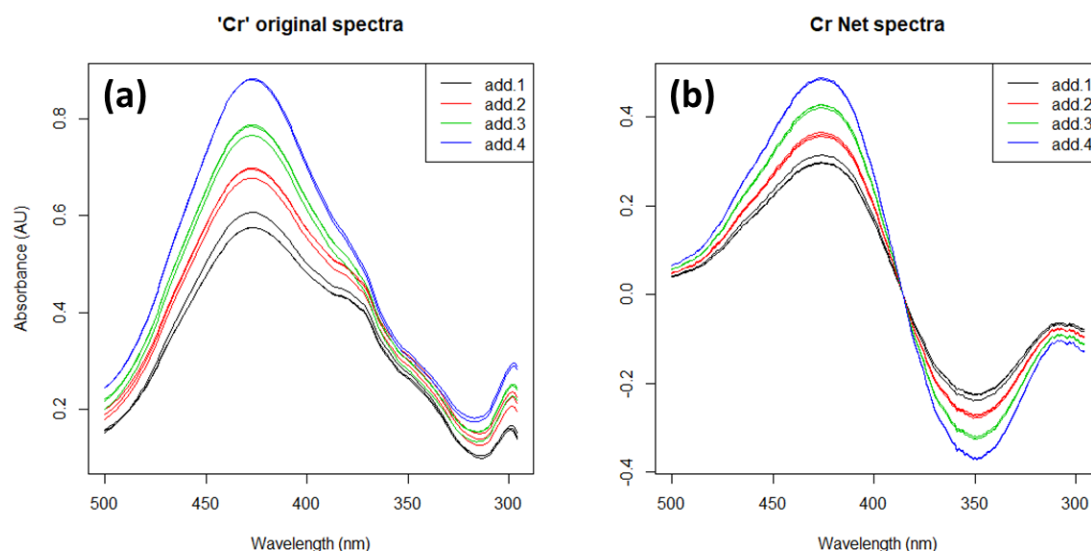 'Cr' original spectra
(a)
add.1
add.2
add.3
add.4
Absorbance (AU)
0.8
0.6
0.4
0.2
500 450 400 350 300
Wavelength (nm)
Cr Net spectra
(b)
add.1
add.2
add.3
add.4
0.4
0.2
0.0
-0.2
-0.4
500 450 400 350 300
Wavelength (nm)